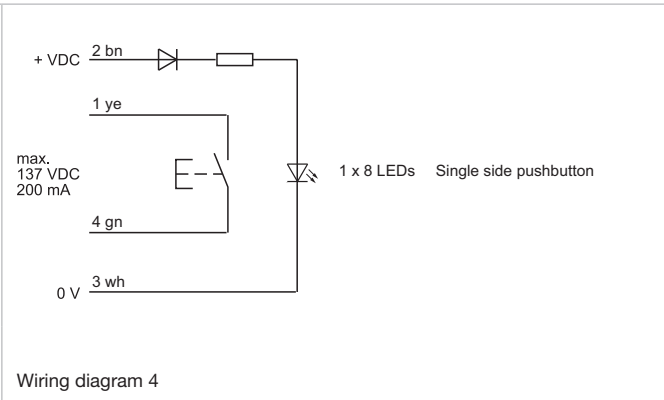 2 bn
+ VDC
1 ye
max.
137 VDC
200 mA
1 x 8 LEDs Single side pushbutton
4 gn
3 wh
0 V
Wiring diagram 4